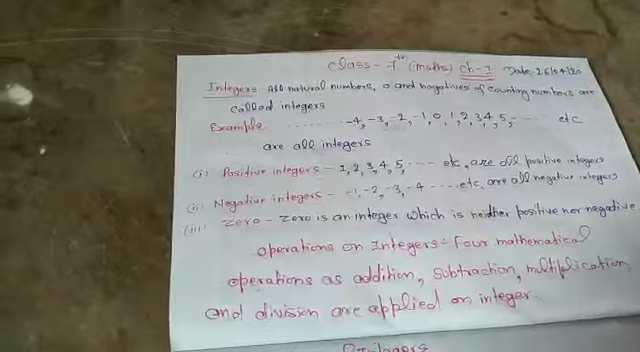 Class - 7th (maths) Ch-1 Date 26/04/20
Integers All natural numbers, 0 and negatives of counting numbers are
called integers
Example ........ -4, -3, -2, -1, 0, 1, 2, 3, 4, 5, ..... etc
are all integers
(i) Positive integers - 1, 2, 3, 4, 5, .... etc, are all positive integers
(ii) Negative integers - -1, -2, -3, -4 .....etc, are all negative integers
(iii) Zero - Zero is an integer which is neither positive nor negative
Operations on Integers - Four mathematical
operations as addition, subtraction, multiplication,
and division are applied on integer.